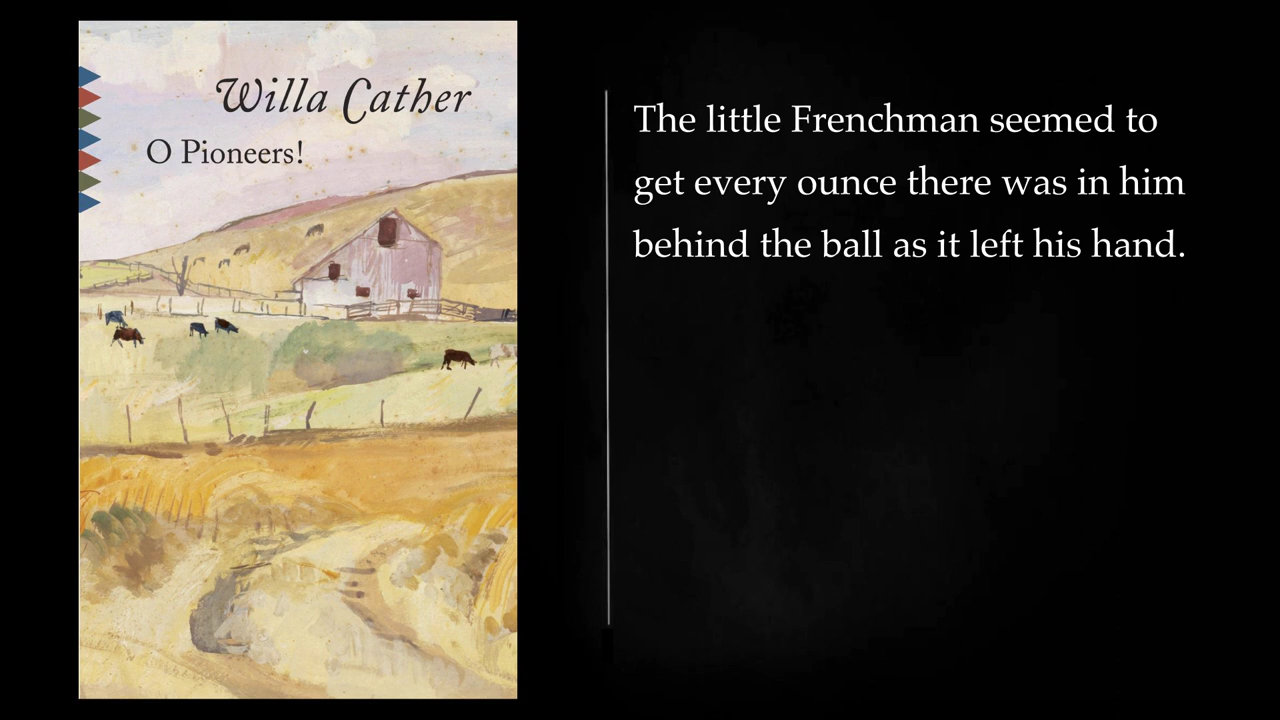 Willa Cather
O Pioneers!
The little Frenchman seemed to
get every ounce there was in him
behind the ball as it left his hand.